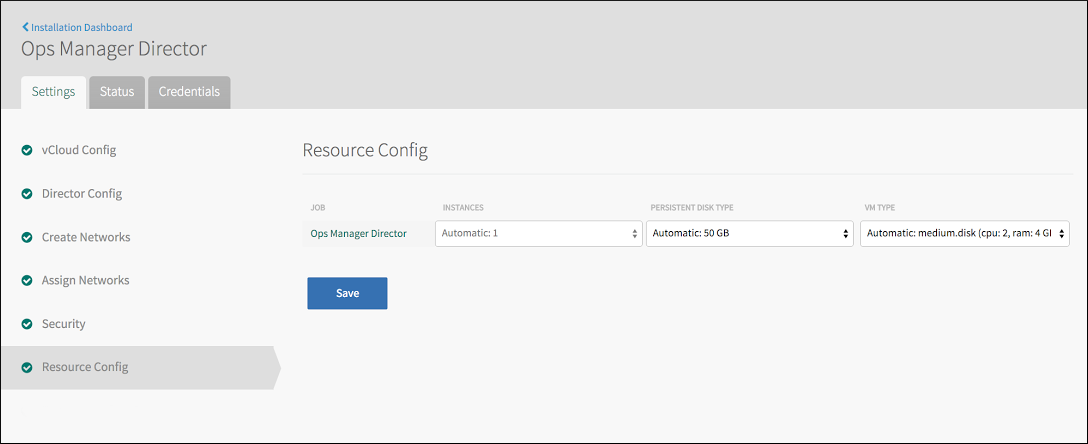 Installation Dashboard
Ops Manager Director
Settings Status Credentials
vCloud Config
Director Config
Create Networks
Assign Networks
Security
Resource Config
Resource Config
JOB INSTANCES PERSISTENT DISK TYPE VM TYPE
Ops Manager Director Automatic: 1 Automatic: 50 GB Automatic: medium.disk (cpu: 2, ram: 4 GI
Save